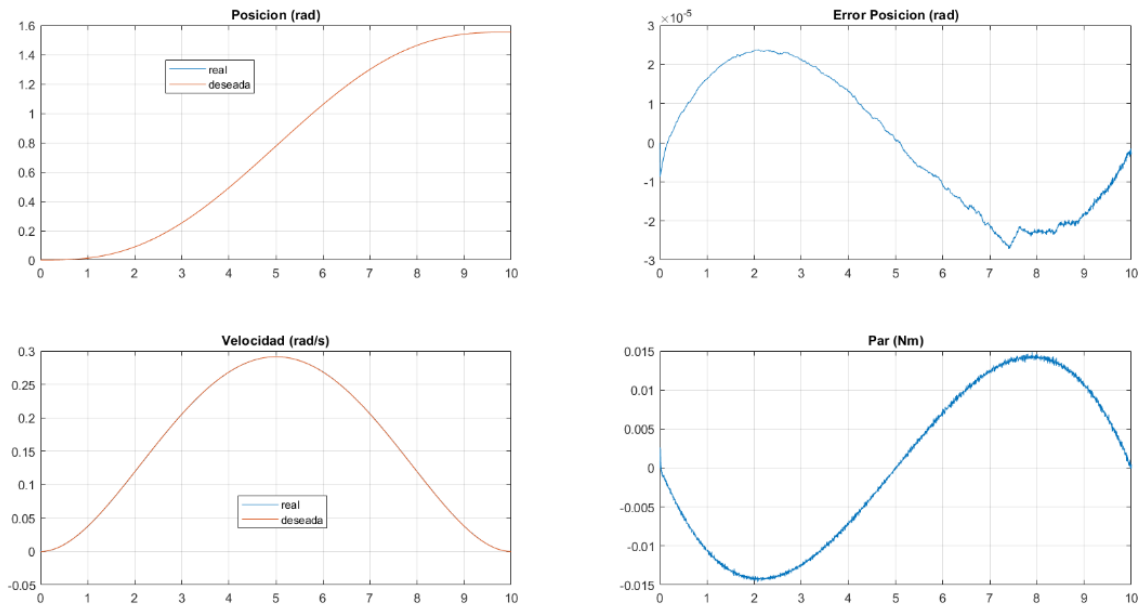 Posicion (rad)
1.6
1.4
1.2
1
0.8
0.6
0.4
0.2
0
real
deseada
0 1 2 3 4 5 6 7 8 9 10
Error Posicion (rad)
×10⁻⁵
3
2
1
0
-1
-2
-3
0 1 2 3 4 5 6 7 8 9 10
Velocidad (rad/s)
0.3
0.25
0.2
0.15
0.1
0.05
0
-0.05
real
deseada
0 1 2 3 4 5 6 7 8 9 10
Par (Nm)
0.015
0.01
0.005
0
-0.005
-0.01
-0.015
0 1 2 3 4 5 6 7 8 9 10